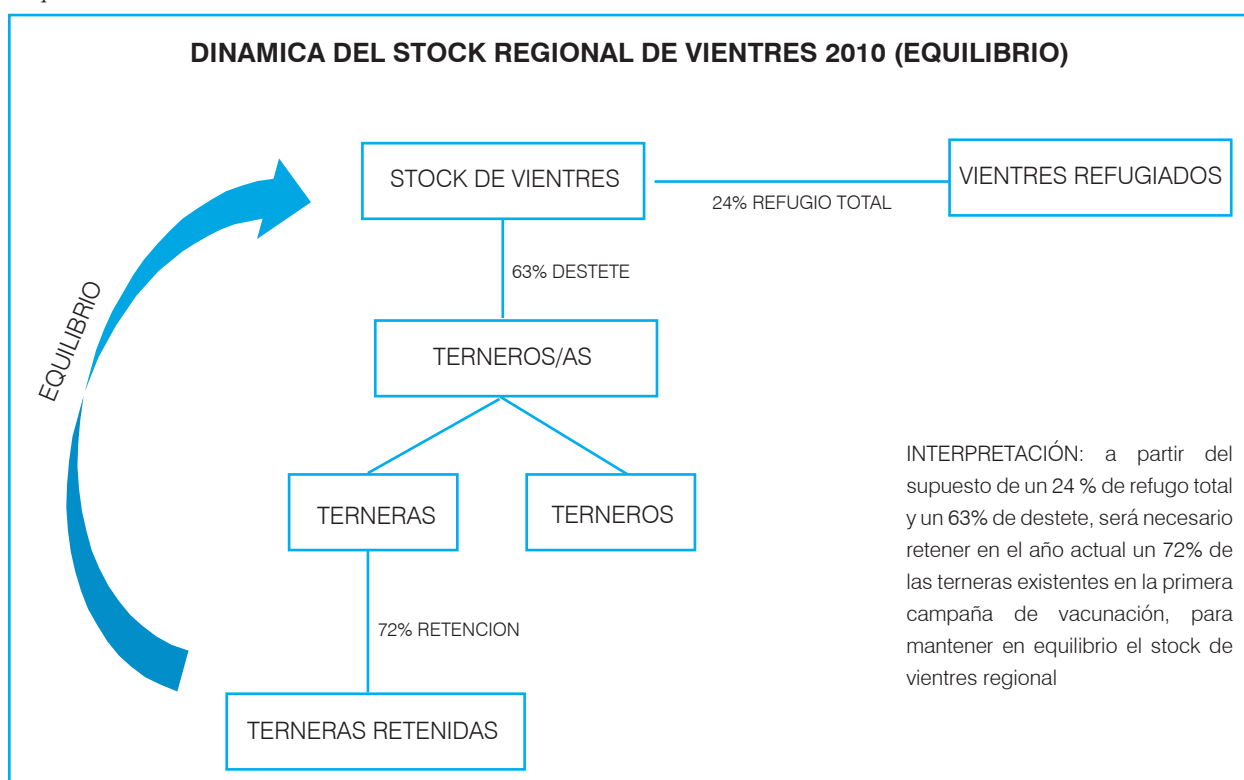 DINAMICA DEL STOCK REGIONAL DE VIENTRES 2010 (EQUILIBRIO)
STOCK DE VIENTRES
VIENTRES REFUGIADOS
24% REFUGIO TOTAL
63% DESTETE
EQUILIBRIO
TERNEROS/AS
TERNERAS
TERNEROS
72% RETENCION
TERNERAS RETENIDAS
INTERPRETACIÓN: a partir del
supuesto de un 24 % de refugo total
y un 63% de destete, será necesario
retener en el año actual un 72% de
las terneras existentes en la primera
campaña de vacunación, para
mantener en equilibrio el stock de
vientres regional